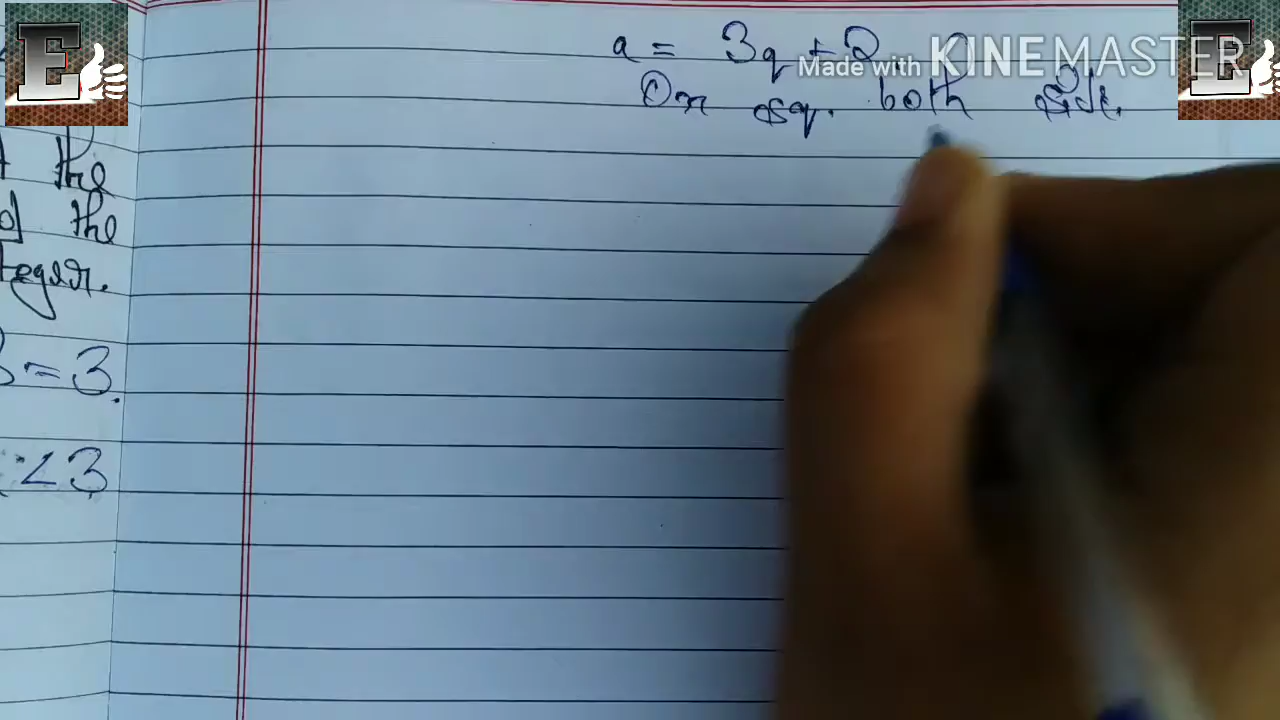 the
the
teger.
= 3
< 3
a = 3q + 2
On sq. both side.
Made with KINEMASTER
E
E